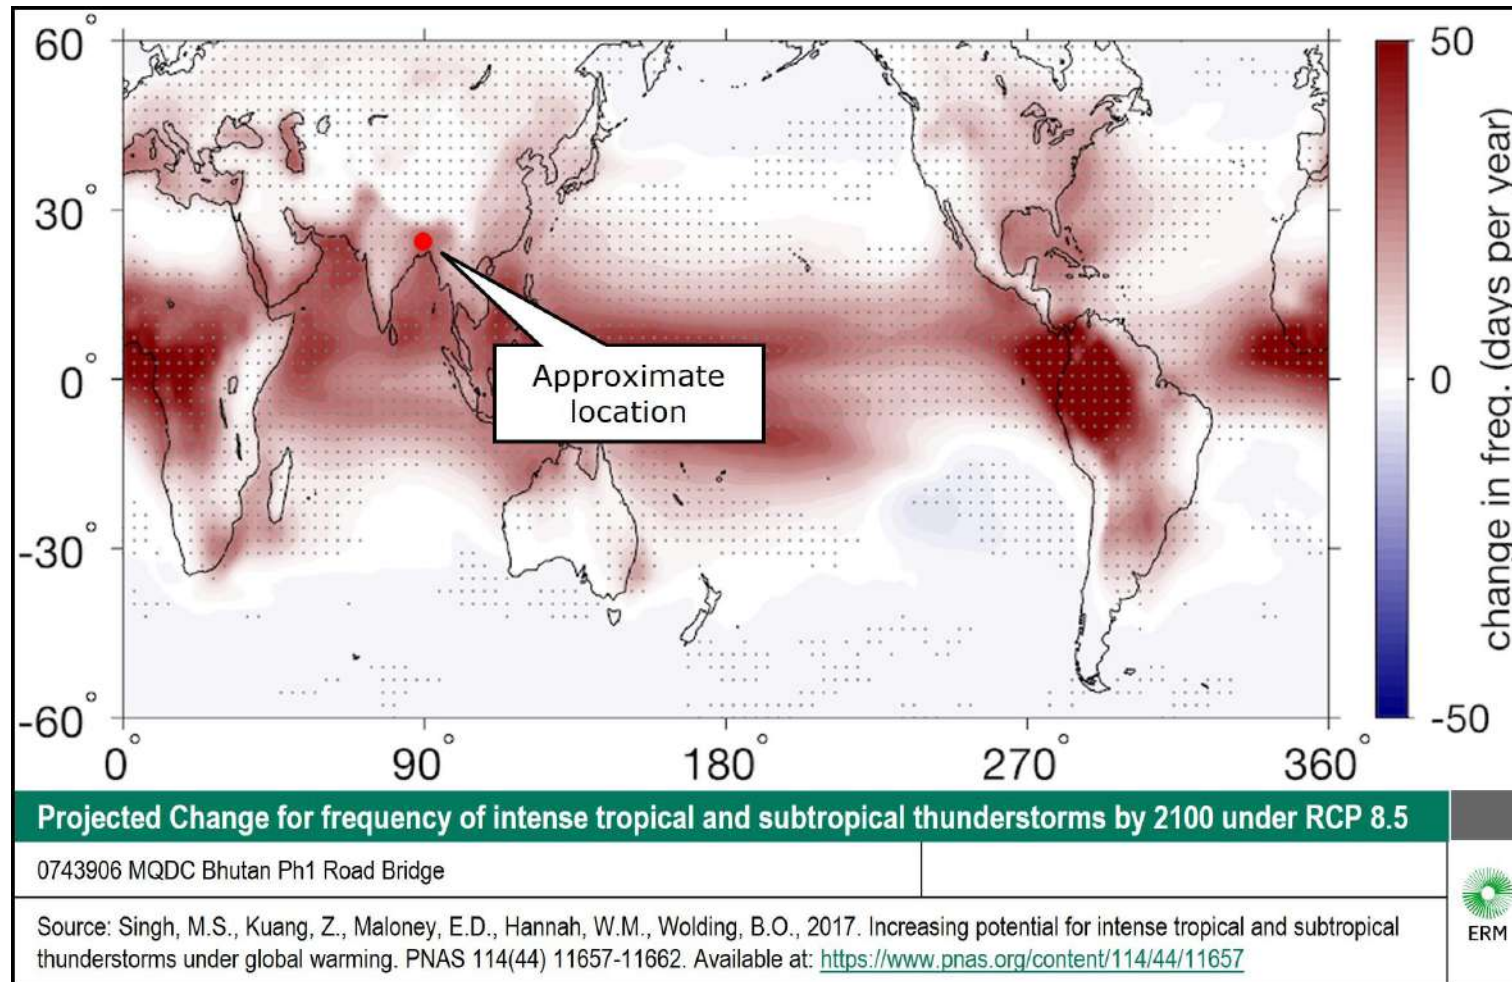 60°
30°
0°
-30°
-60°
0°
90°
180°
270°
360°
50
0
-50
change in freq. (days per year)
Approximate
location
Projected Change for frequency of intense tropical and subtropical thunderstorms by 2100 under RCP 8.5
0743906 MQDC Bhutan Ph1 Road Bridge
Source: Singh, M.S., Kuang, Z., Maloney, E.D., Hannah, W.M., Wolding, B.O., 2017. Increasing potential for intense tropical and subtropical
thunderstorms under global warming. PNAS 114(44) 11657-11662. Available at: https://www.pnas.org/content/114/44/11657
ERM